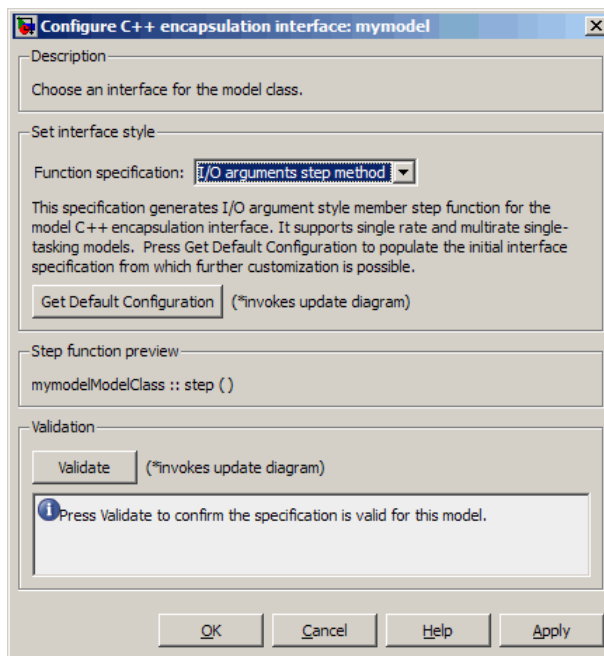 Configure C++ encapsulation interface: mymodel
Description
Choose an interface for the model class.
Set interface style
Function specification: I/O arguments step method
This specification generates I/O argument style member step function for the
model C++ encapsulation interface. It supports single rate and multirate single-
tasking models. Press Get Default Configuration to populate the initial interface
specification from which further customization is possible.
Get Default Configuration (*invokes update diagram)
Step function preview
mymodelModelClass :: step ( )
Validation
Validate (*invokes update diagram)
Press Validate to confirm the specification is valid for this model.
OK Cancel Help Apply